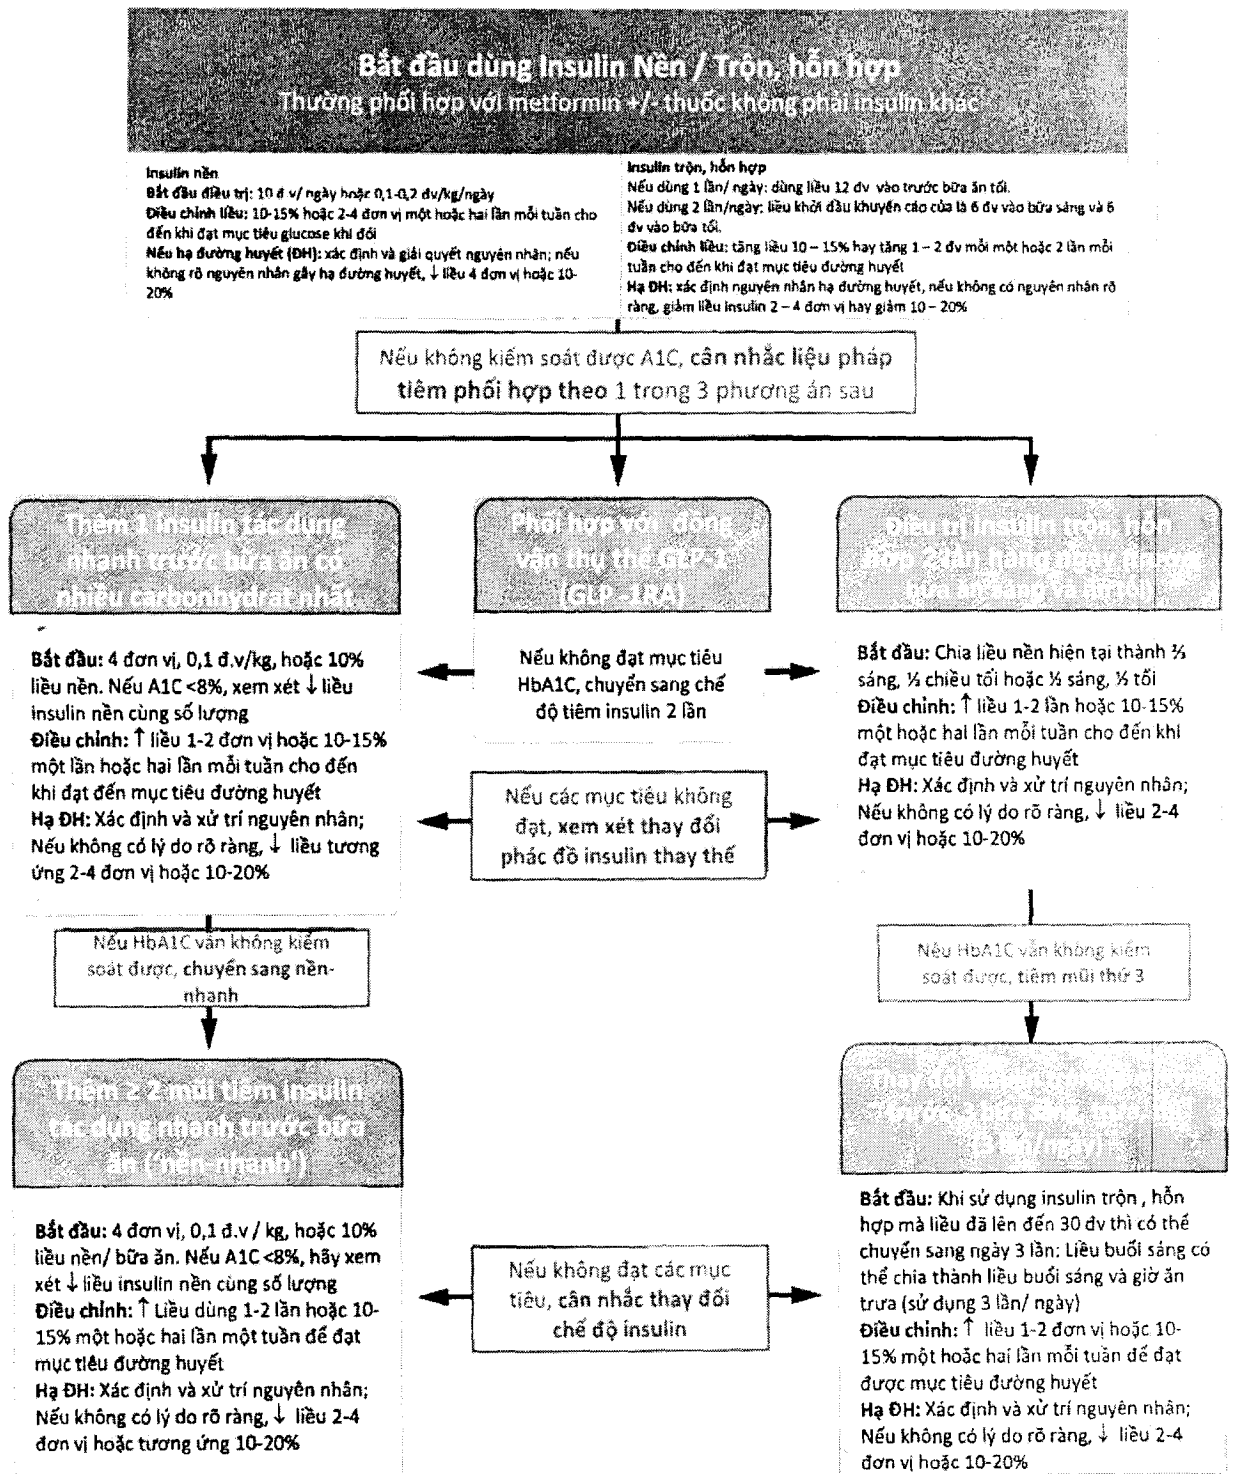 Bắt đầu dùng Insulin Nền / Trộn, hỗn hợp
Thường phối hợp với metformin +/- thuốc không phải insulin khác
Insulin nền
Bắt đầu điều trị: 10 đ v/ ngày hoặc 0,1-0,2 đv/kg/ngày
Điều chỉnh liều: 10-15% hoặc 2-4 đơn vị một hoặc hai lần mỗi tuần cho
đến khi đạt mục tiêu glucose khi đói
Nếu hạ đường huyết (ĐH): xác định và giải quyết nguyên nhân; nếu
không rõ nguyên nhân gây hạ đường huyết, ↓ liều 4 đơn vị hoặc 10-
20%
Insulin trộn, hỗn hợp
Nếu dùng 1 lần/ ngày: dùng liều 12 đv vào trước bữa ăn tối.
Nếu dùng 2 lần/ngày: liều khởi đầu khuyến cáo của là 6 đv vào bữa sáng và 6
đv vào bữa tối.
Điều chỉnh liều: tăng liều 10 – 15% hay tăng 1 – 2 đv mỗi một hoặc 2 lần mỗi
tuần cho đến khi đạt mục tiêu đường huyết
Hạ ĐH: xác định nguyên nhân hạ đường huyết, nếu không có nguyên nhân rõ
ràng, giảm liều insulin 2 – 4 đơn vị hay giảm 10 – 20%
Nếu không kiểm soát được A1C, cân nhắc liệu pháp
tiêm phối hợp theo 1 trong 3 phương án sau
Thêm 1 insulin tác dụng
nhanh trước bữa ăn có
nhiều carbonhydrat nhất
Bắt đầu: 4 đơn vị, 0,1 đ.v/kg, hoặc 10%
liều nền. Nếu A1C <8%, xem xét ↓ liều
insulin nền cùng số lượng
Điều chỉnh: ↑ liều 1-2 đơn vị hoặc 10-15%
một lần hoặc hai lần mỗi tuần cho đến
khi đạt đến mục tiêu đường huyết
Hạ ĐH: Xác định và xử trí nguyên nhân;
Nếu không có lý do rõ ràng, ↓ liều tương
ứng 2-4 đơn vị hoặc 10-20%
Phối hợp với đồng
vận thụ thể GLP-1
(GLP -1RA)
Nếu không đạt mục tiêu
HbA1C, chuyển sang chế
độ tiêm insulin 2 lần
Điều trị Insulin trộn, hỗn
hợp 2 lần hàng ngày (trước
bữa ăn sáng và ăn tối)
Bắt đầu: Chia liều nền hiện tại thành ⅔
sáng, ⅓ chiều tối hoặc ½ sáng, ½ tối
Điều chỉnh: ↑ liều 1-2 lần hoặc 10-15%
một hoặc hai lần mỗi tuần cho đến khi
đạt mục tiêu đường huyết
Hạ ĐH: Xác định và xử trí nguyên nhân;
Nếu không có lý do rõ ràng, ↓ liều 2-4
đơn vị hoặc 10-20%
Nếu các mục tiêu không
đạt, xem xét thay đổi
phác đồ insulin thay thế
Nếu HbA1C vẫn không kiểm
soát được, chuyển sang nền-
nhanh
Nếu HbA1C vẫn không kiểm
soát được, tiêm mũi thứ 3
Thêm ≥ 2 mũi tiêm insulin
tác dụng nhanh trước bữa
ăn ('nền-nhanh')
Bắt đầu: 4 đơn vị, 0,1 đ.v / kg, hoặc 10%
liều nền/ bữa ăn. Nếu A1C <8%, hãy xem
xét ↓ liều insulin nền cùng số lượng
Điều chỉnh: ↑ Liều dùng 1-2 lần hoặc 10-
15% một hoặc hai lần một tuần để đạt
mục tiêu đường huyết
Hạ ĐH: Xác định và xử trí nguyên nhân;
Nếu không có lý do rõ ràng, ↓ liều 2-4
đơn vị hoặc tương ứng 10-20%
Nếu không đạt các mục
tiêu, cân nhắc thay đổi
chế độ insulin
Thay đổi
trước 3 bữa
(3 lần/ngày)
Bắt đầu: Khi sử dụng insulin trộn , hỗn
hợp mà liều đã lên đến 30 đv thì có thể
chuyển sang ngày 3 lần: Liều buổi sáng có
thể chia thành liều buổi sáng và giờ ăn
trưa (sử dụng 3 lần/ ngày)
Điều chỉnh: ↑ liều 1-2 đơn vị hoặc 10-
15% một hoặc hai lần mỗi tuần để đạt
được mục tiêu đường huyết
Hạ ĐH: Xác định và xử trí nguyên nhân;
Nếu không có lý do rõ ràng, ↓ liều 2-4
đơn vị hoặc 10-20%